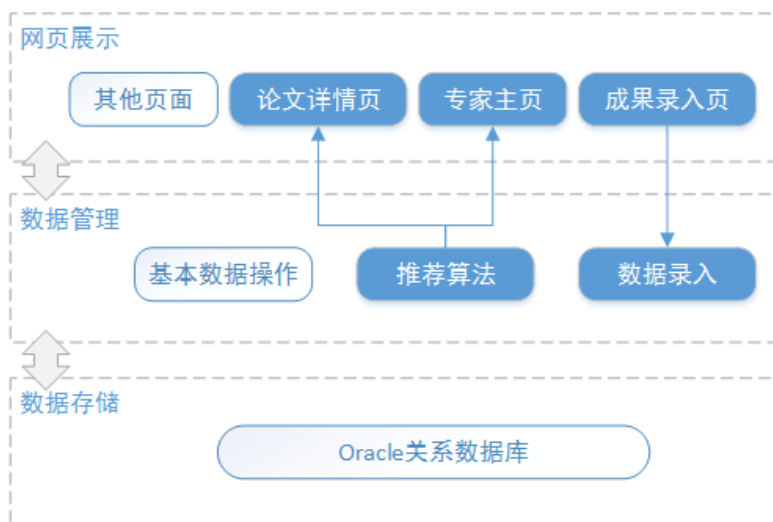 网页展示
其他页面
论文详情页
专家主页
成果录入页
数据管理
基本数据操作
推荐算法
数据录入
数据存储
Oracle关系数据库